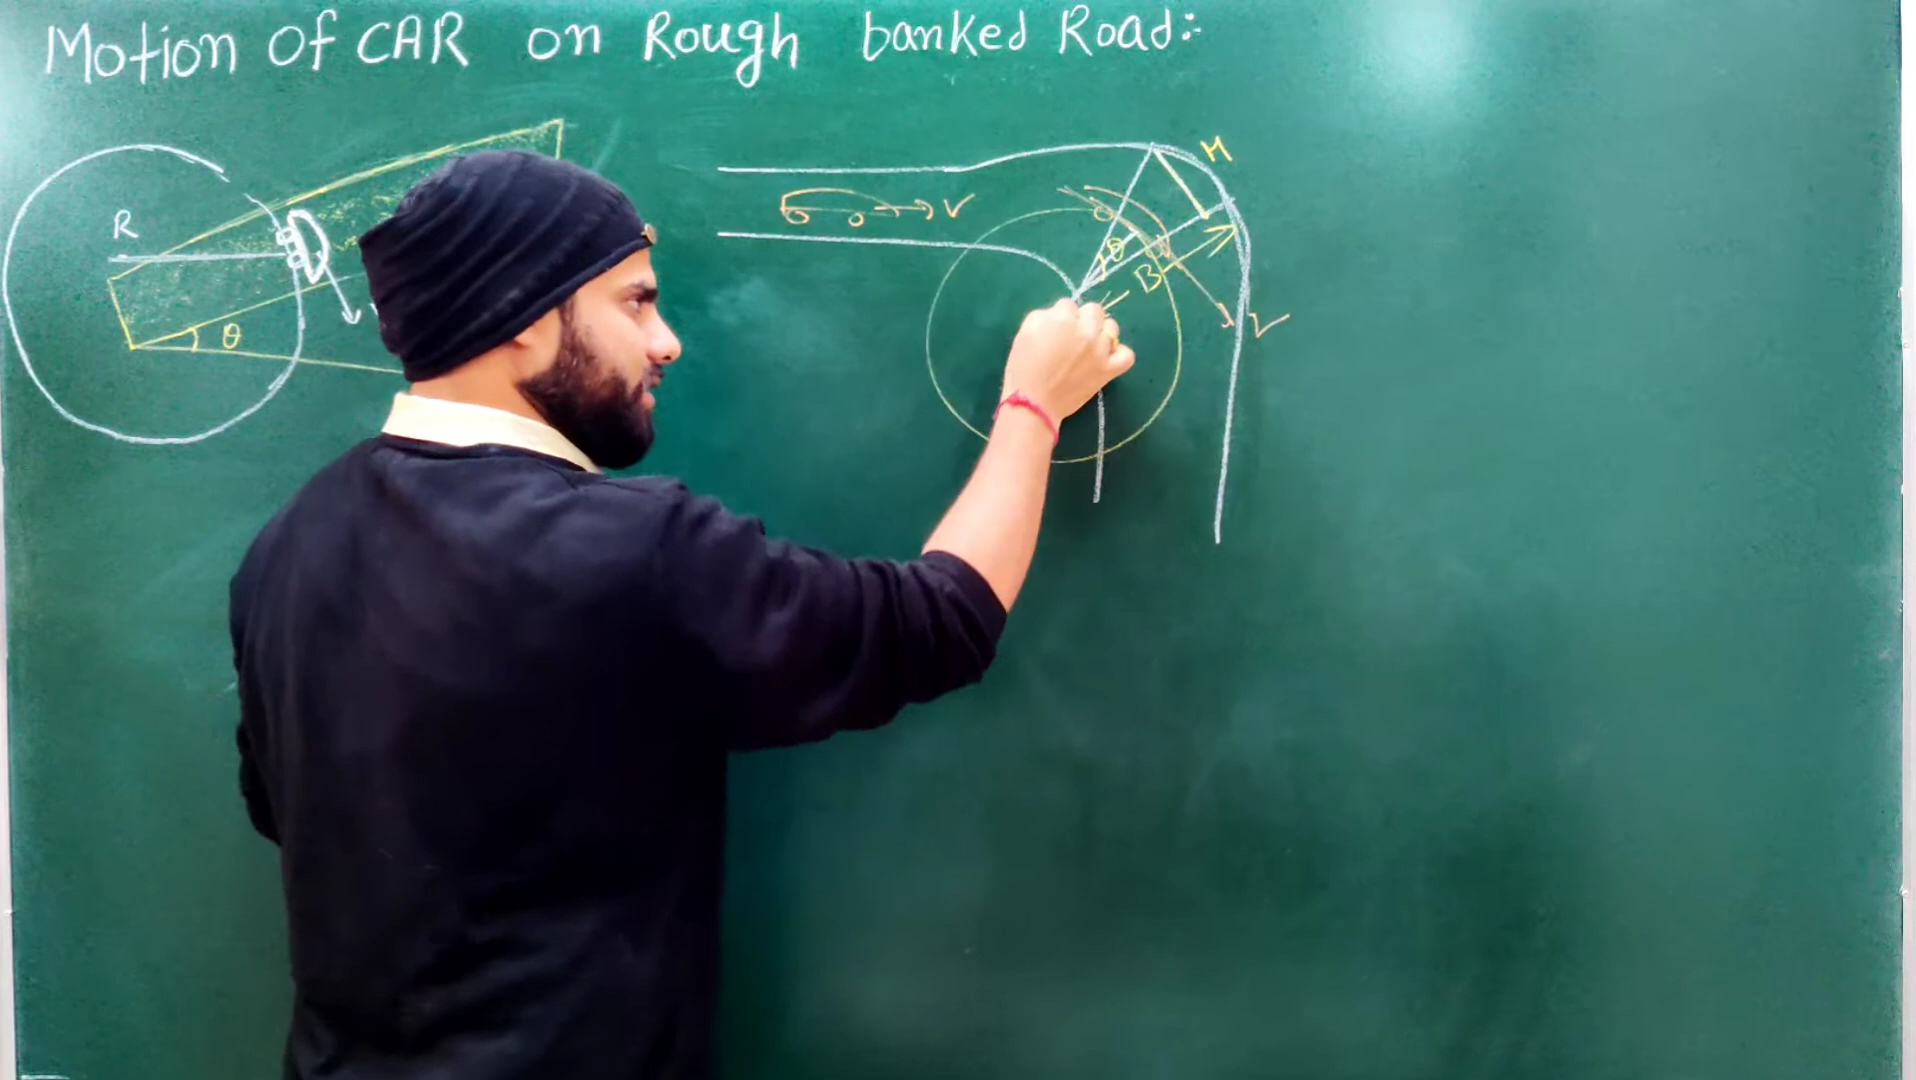 Motion Of CAR on Rough banked Road:-
R
θ
V
H
θ
B
V